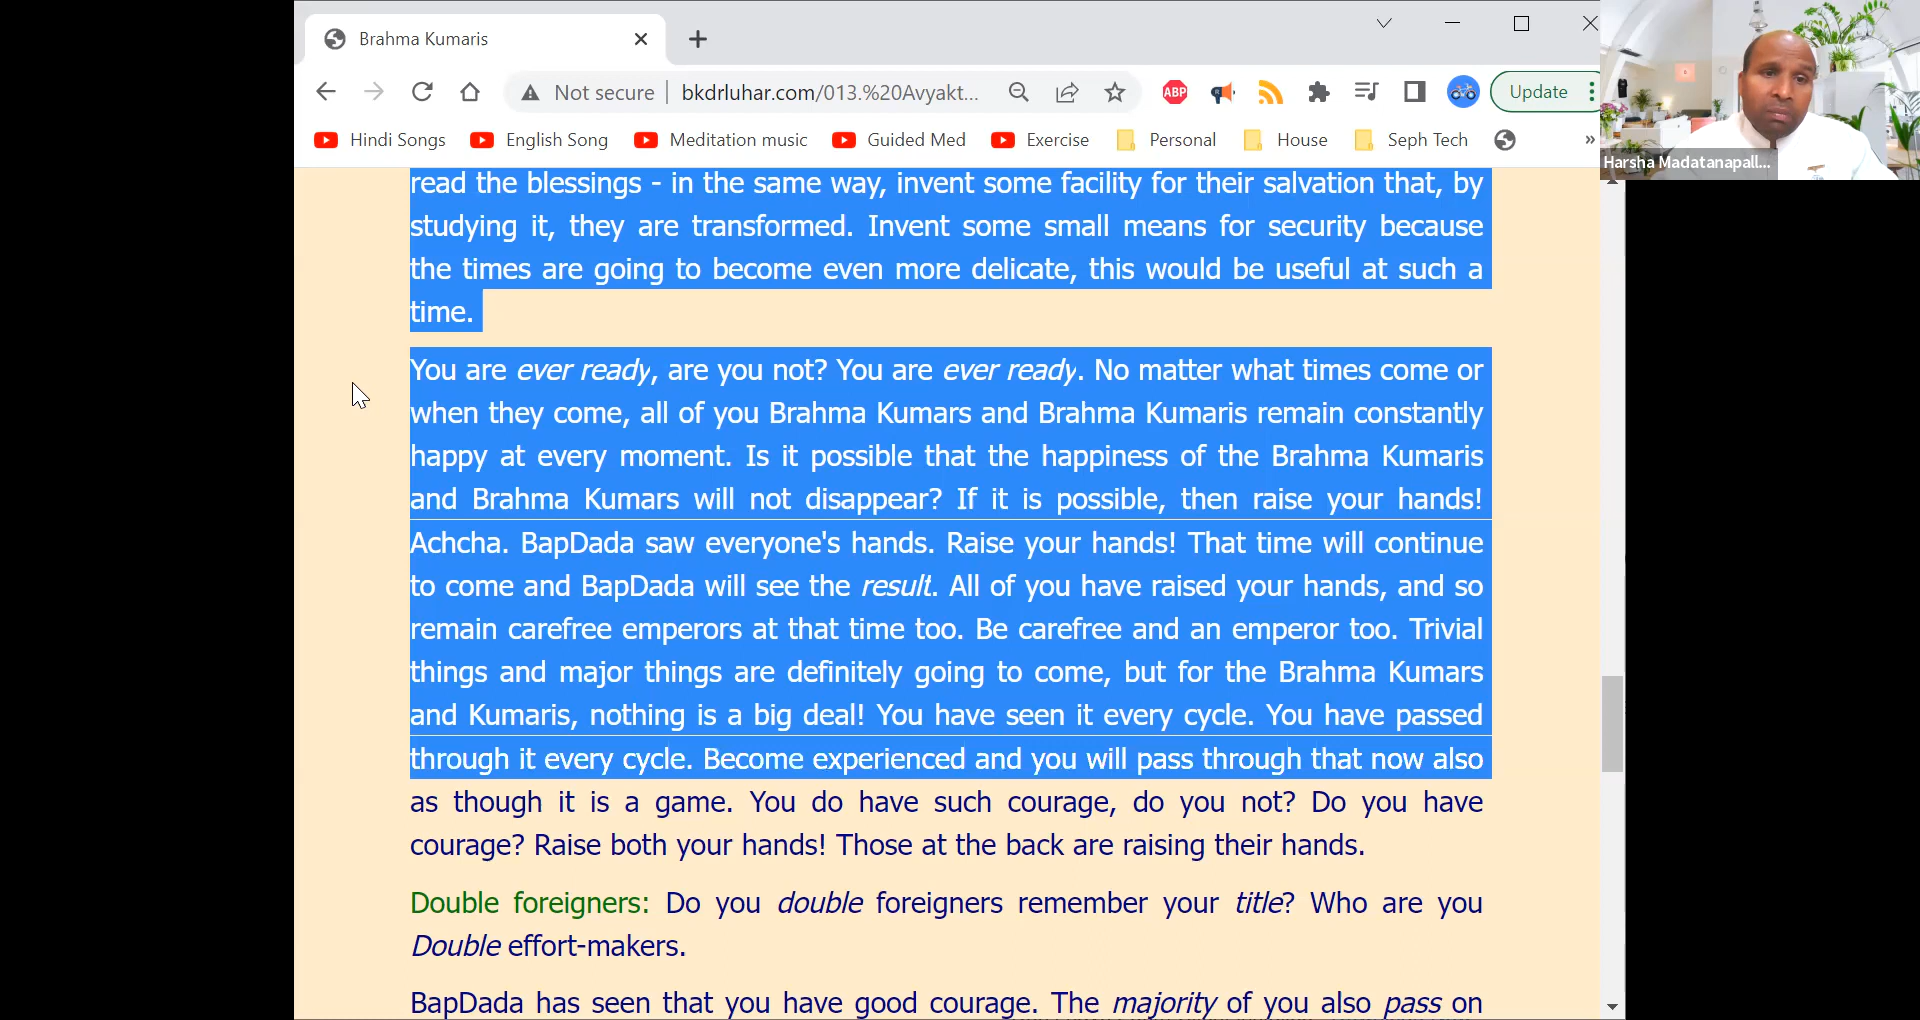 Brahma Kumaris
Not secure
bkdrluhar.com/013.%20Avyakt...
ABP
Update
Hindi Songs
English Song
Meditation music
Guided Med
Exercise
Personal
House
Seph Tech
»
Harsha Madatanapall...
read the blessings - in the same way, invent some facility for their salvation that, by
studying it, they are transformed. Invent some small means for security because
the times are going to become even more delicate, this would be useful at such a
time.
You are ever ready, are you not? You are ever ready. No matter what times come or
when they come, all of you Brahma Kumars and Brahma Kumaris remain constantly
happy at every moment. Is it possible that the happiness of the Brahma Kumaris
and Brahma Kumars will not disappear? If it is possible, then raise your hands!
Achcha. BapDada saw everyone's hands. Raise your hands! That time will continue
to come and BapDada will see the result. All of you have raised your hands, and so
remain carefree emperors at that time too. Be carefree and an emperor too. Trivial
things and major things are definitely going to come, but for the Brahma Kumars
and Kumaris, nothing is a big deal! You have seen it every cycle. You have passed
through it every cycle. Become experienced and you will pass through that now also
as though it is a game. You do have such courage, do you not? Do you have
courage? Raise both your hands! Those at the back are raising their hands.
Double foreigners: Do you double foreigners remember your title? Who are you
Double effort-makers.
BapDada has seen that you have good courage. The majority of you also pass on